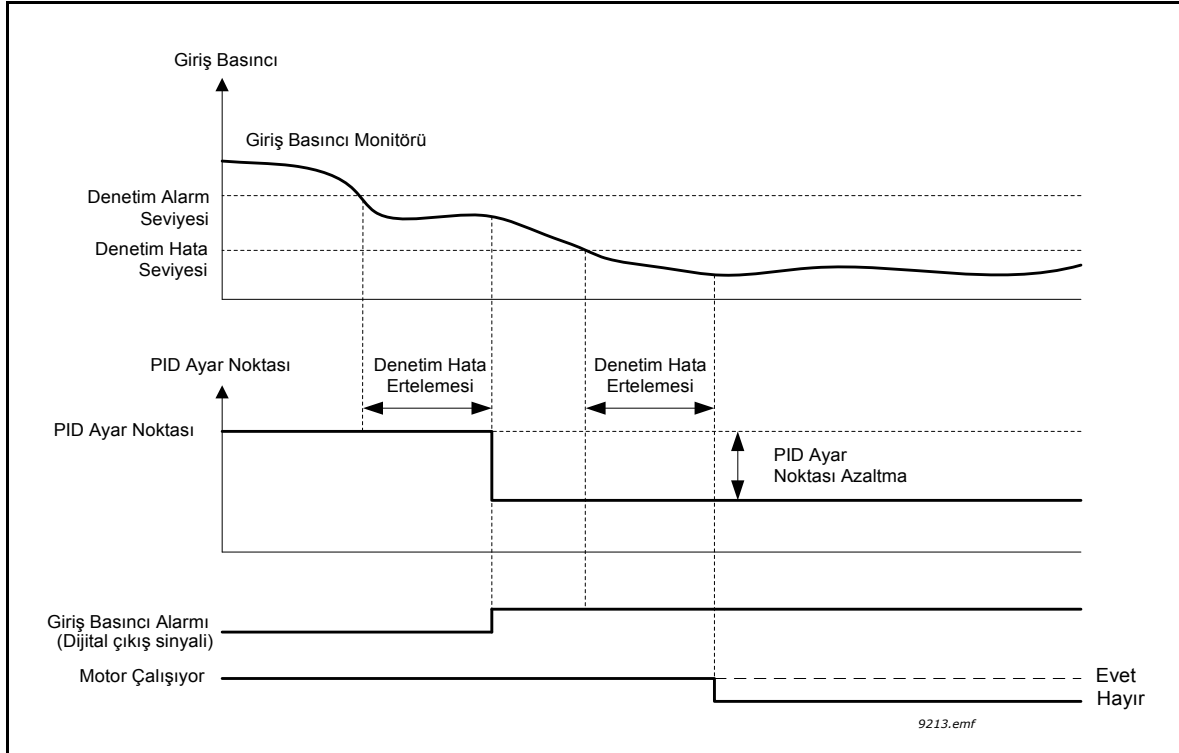 Giriş Basıncı
Giriş Basıncı Monitörü
Denetim Alarm
Seviyesi
Denetim Hata
Seviyesi
PID Ayar Noktası
Denetim Hata
Ertelemesi
Denetim Hata
Ertelemesi
PID Ayar Noktası
PID Ayar
Noktası Azaltma
Giriş Basıncı Alarmı
(Dijital çıkış sinyali)
Motor Çalışıyor
Evet
Hayır
9213.emf